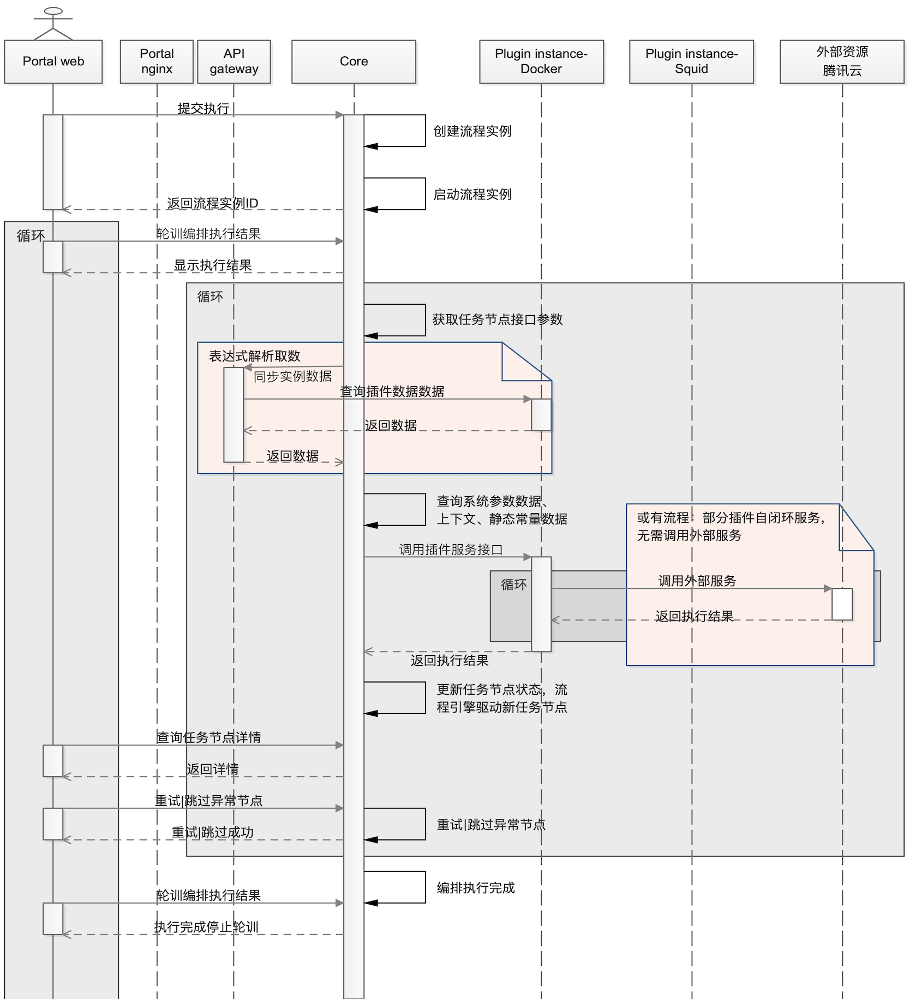 Portal web
Portal
nginx
API
gateway
Core
Plugin instance-
Docker
Plugin instance-
Squid
外部资源
腾讯云
提交执行
创建流程实例
启动流程实例
返回流程实例ID
循环
轮训编排执行结果
显示执行结果
循环
获取任务节点接口参数
表达式解析取数
同步实例数据
查询插件数据数据
返回数据
返回数据
查询系统参数数据、
上下文、静态常量数据
或有流程：部分插件自闭环服务，
无需调用外部服务
调用插件服务接口
循环
调用外部服务
返回执行结果
返回执行结果
更新任务节点状态，流
程引擎驱动新任务节点
查询任务节点详情
返回详情
重试|跳过异常节点
重试|跳过异常节点
重试|跳过成功
编排执行完成
轮训编排执行结果
执行完成停止轮训